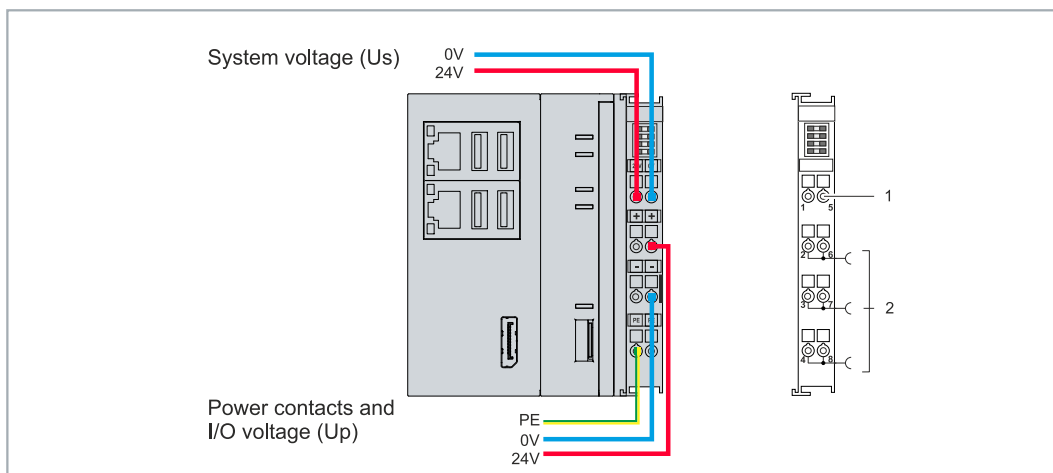 System voltage (Us)
0V
24V
+ +
- -
PE
1 5
2 6
3 7
4 8
1
2
Power contacts and
I/O voltage (Up)
PE
0V
24V